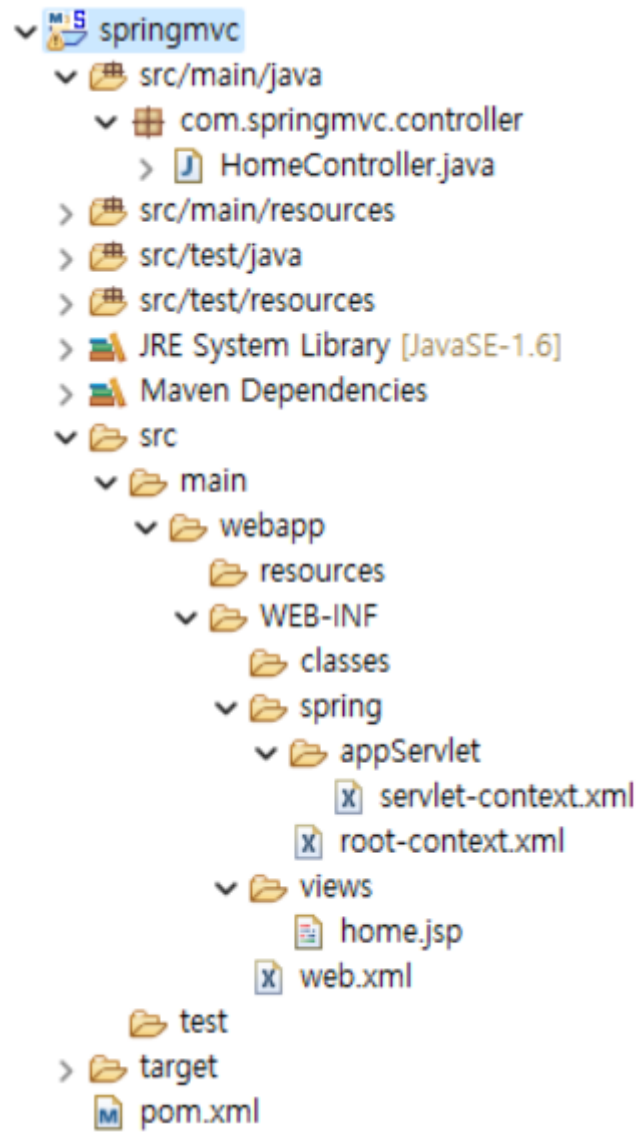 springmvc
src/main/java
com.springmvc.controller
HomeController.java
src/main/resources
src/test/java
src/test/resources
JRE System Library [JavaSE-1.6]
Maven Dependencies
src
main
webapp
resources
WEB-INF
classes
spring
appServlet
servlet-context.xml
root-context.xml
views
home.jsp
web.xml
test
target
pom.xml